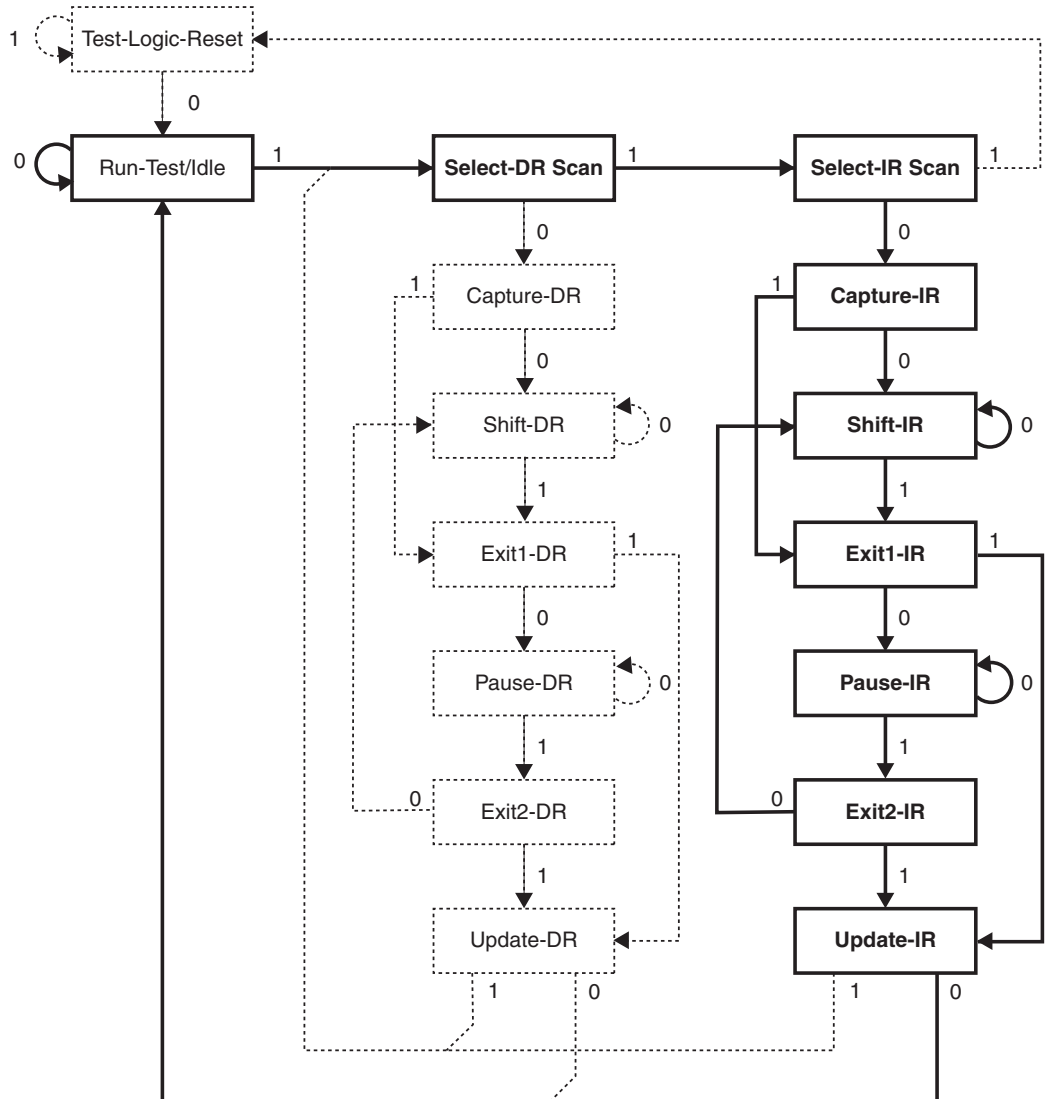 1 Test-Logic-Reset
0
0 Run-Test/Idle 1 Select-DR Scan 1 Select-IR Scan 1
0 0
1 Capture-DR 1 Capture-IR
0 0
Shift-DR 0 Shift-IR 0
1 1
Exit1-DR 1 Exit1-IR 1
0 0
Pause-DR 0 Pause-IR 0
1 1
0 Exit2-DR 0 Exit2-IR
1 1
Update-DR Update-IR
1 0 1 0